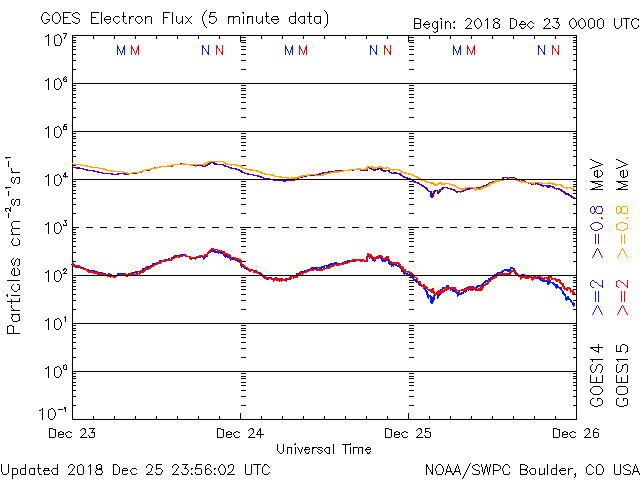 GOES Electron Flux (5 minute data)
Begin: 2018 Dec 23 0000 UTC
M M N N M M N N M M N N
10⁷
10⁶
10⁵
10⁴
10³
10²
10¹
10⁰
10⁻¹
Particles cm⁻²s⁻¹sr⁻¹
Dec 23 Dec 24 Dec 25 Dec 26
Universal Time
GOES14 >=2 >=0.8 MeV
GOES15 >=2 >=0.8 MeV
Updated 2018 Dec 25 23:56:02 UTC
NOAA/SWPC Boulder, CO USA